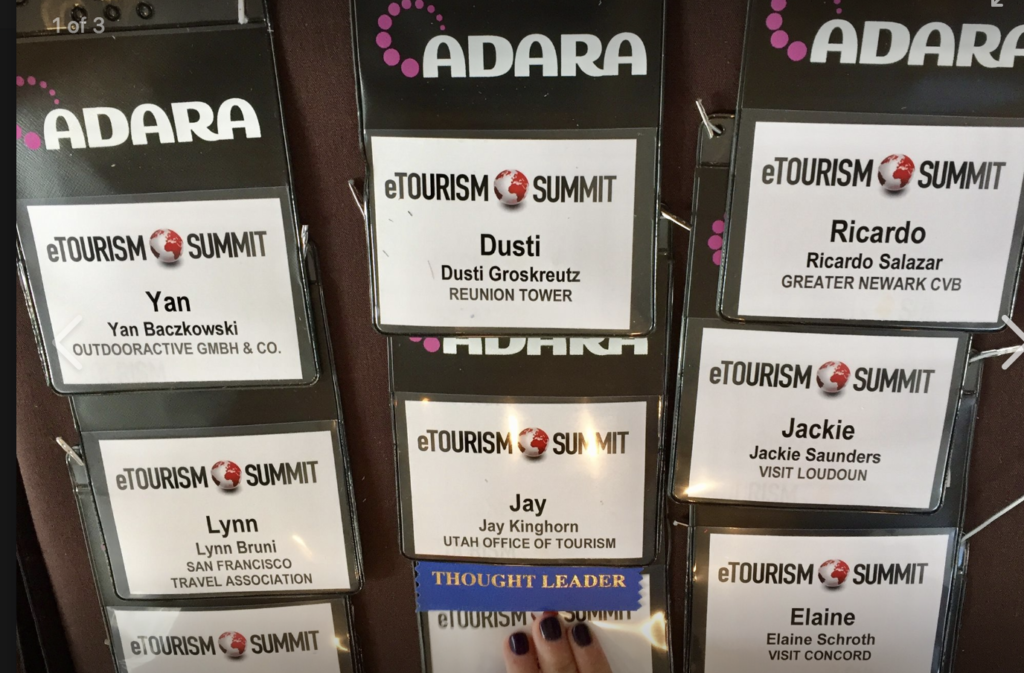 1 of 3
ADARA
eTOURISM SUMMIT
Yan
Yan Baczkowski
OUTDOORACTIVE GMBH & CO.
eTOURISM SUMMIT
Lynn
Lynn Bruni
SAN FRANCISCO
TRAVEL ASSOCIATION
eTOURISM SUMMIT
ADARA
eTOURISM SUMMIT
Dusti
Dusti Groskreutz
REUNION TOWER
ADARA
eTOURISM SUMMIT
Jay
Jay Kinghorn
UTAH OFFICE OF TOURISM
THOUGHT LEADER
eTOURISM SUMMIT
ADARA
eTOURISM SUMMIT
Ricardo
Ricardo Salazar
GREATER NEWARK CVB
eTOURISM SUMMIT
Jackie
Jackie Saunders
VISIT LOUDOUN
eTOURISM SUMMIT
Elaine
Elaine Schroth
VISIT CONCORD